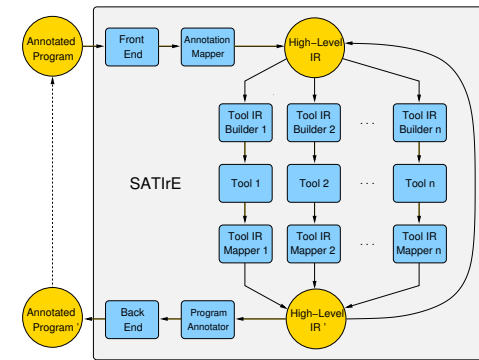 Annotated
Program
Front
End
Annotation
Mapper
High-Level
IR
Tool IR
Builder 1
Tool IR
Builder 2
. . .
Tool IR
Builder n
SATIrE
Tool 1
Tool 2
. . .
Tool n
Tool IR
Mapper 1
Tool IR
Mapper 2
. . .
Tool IR
Mapper n
Annotated
Program '
Back
End
Program
Annotator
High-Level
IR '